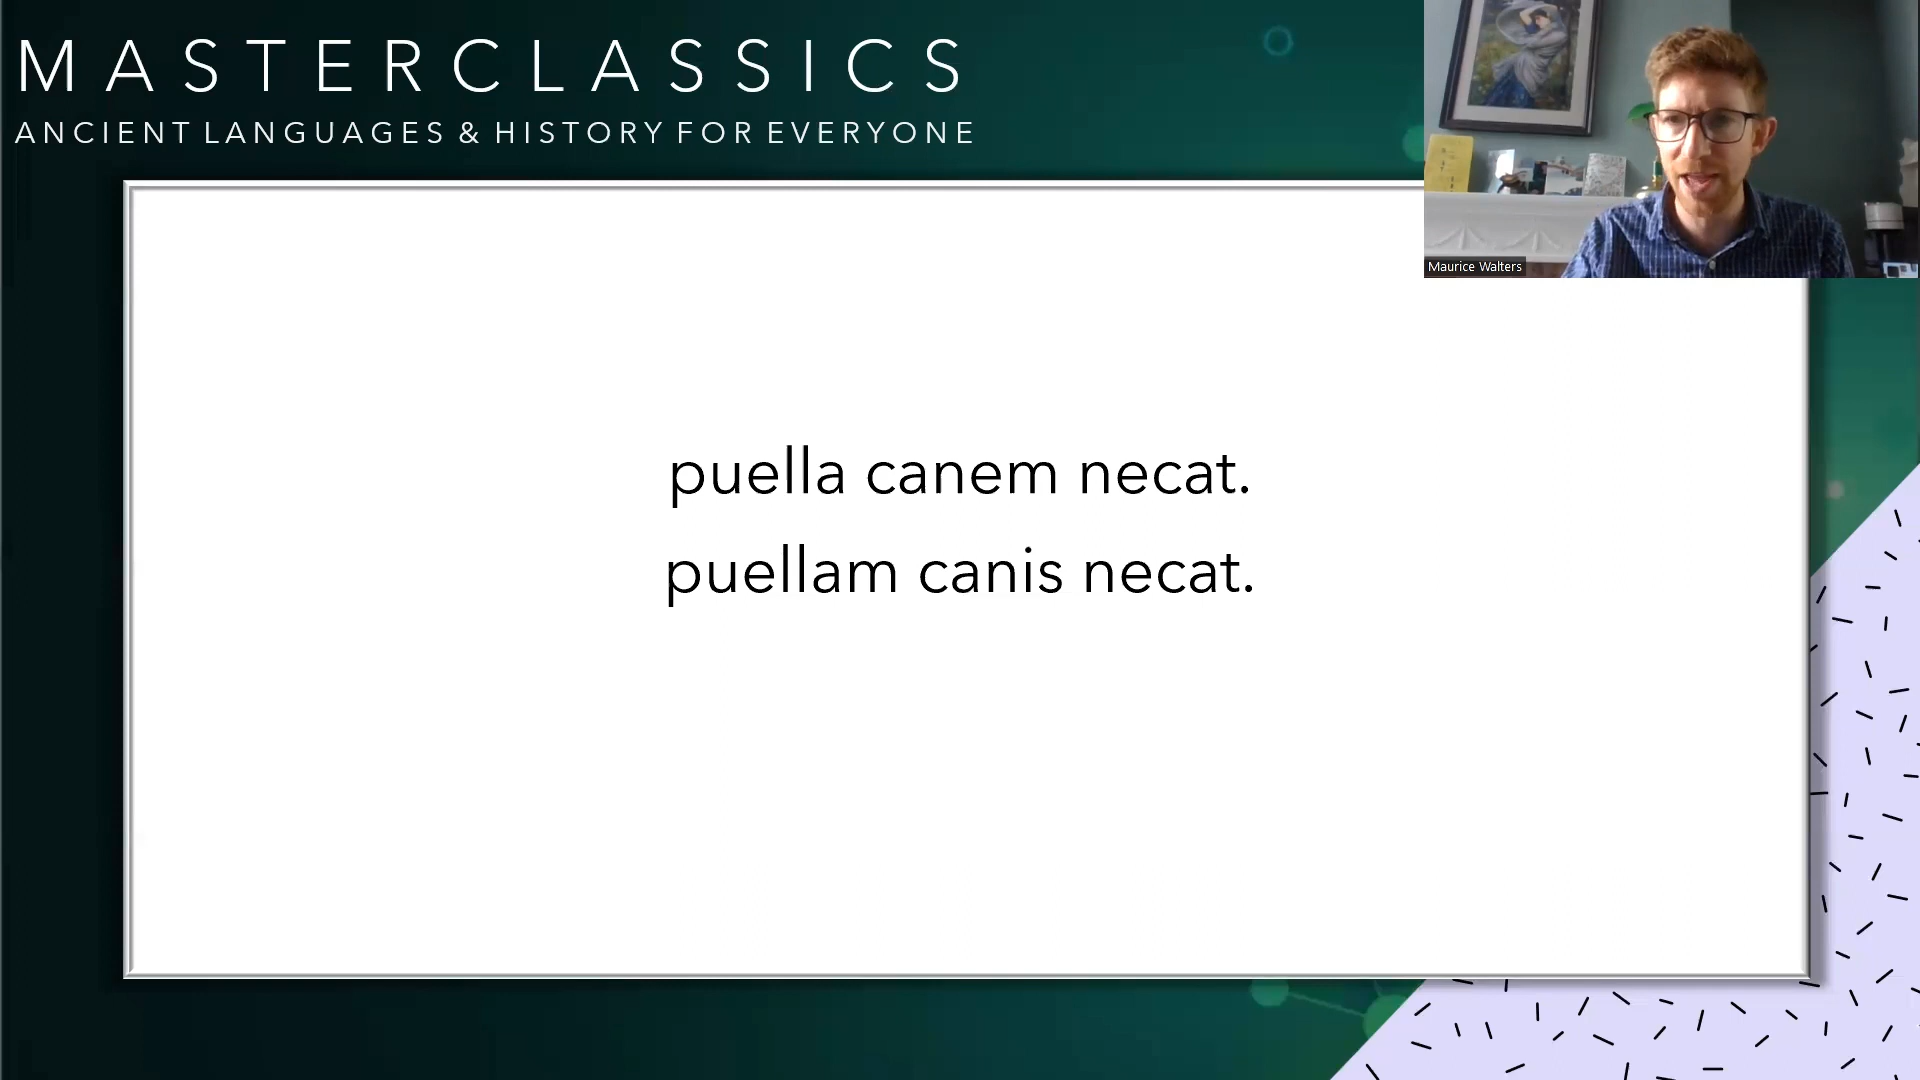 MASTERCLASSICS
ANCIENT LANGUAGES & HISTORY FOR EVERYONE
Maurice Walters
puella canem necat.
puellam canis necat.